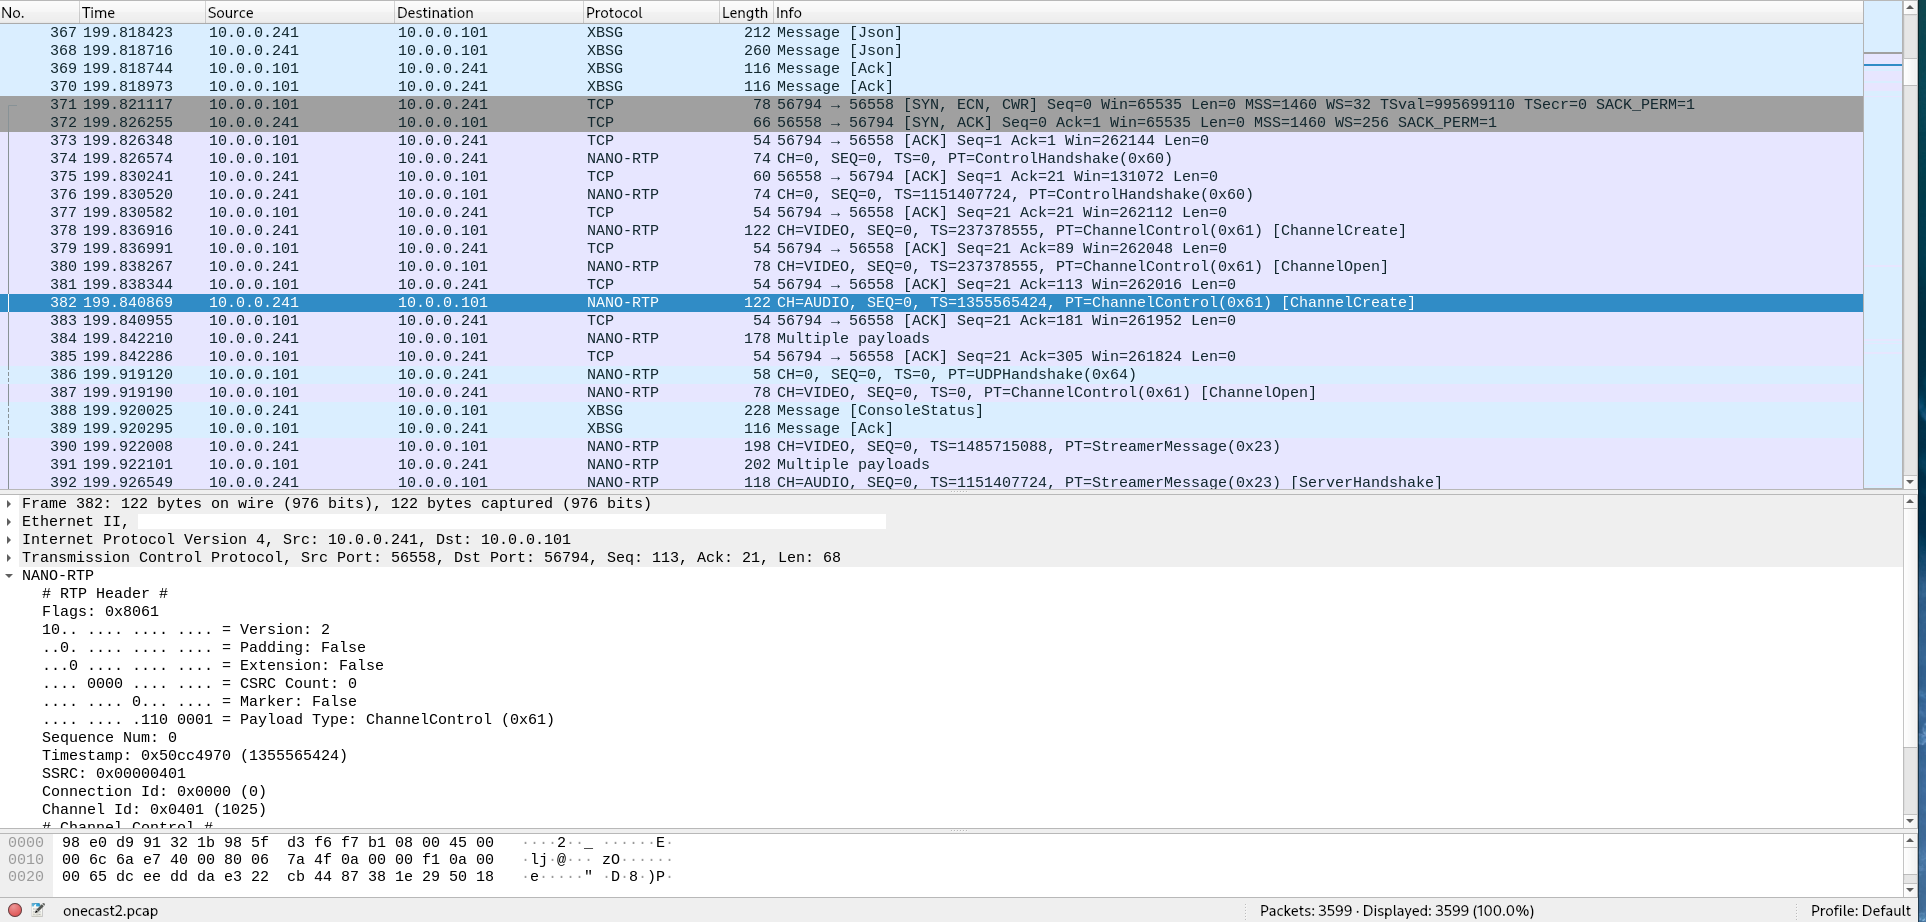 No. Time Source Destination Protocol Length Info
367 199.818423 10.0.0.241 10.0.0.101 XBSG 212 Message [Json]
368 199.818716 10.0.0.241 10.0.0.101 XBSG 260 Message [Json]
369 199.818744 10.0.0.101 10.0.0.241 XBSG 116 Message [Ack]
370 199.818973 10.0.0.101 10.0.0.241 XBSG 116 Message [Ack]
371 199.821117 10.0.0.101 10.0.0.241 TCP 78 56794 → 56558 [SYN, ECN, CWR] Seq=0 Win=65535 Len=0 MSS=1460 WS=32 TSval=995699110 TSecr=0 SACK_PERM=1
372 199.826255 10.0.0.241 10.0.0.101 TCP 66 56558 → 56794 [SYN, ACK] Seq=0 Ack=1 Win=65535 Len=0 MSS=1460 WS=256 SACK_PERM=1
373 199.826348 10.0.0.101 10.0.0.241 TCP 54 56794 → 56558 [ACK] Seq=1 Ack=1 Win=262144 Len=0
374 199.826574 10.0.0.101 10.0.0.241 NANO-RTP 74 CH=0, SEQ=0, TS=0, PT=ControlHandshake(0x60)
375 199.830241 10.0.0.241 10.0.0.101 TCP 60 56558 → 56794 [ACK] Seq=1 Ack=21 Win=131072 Len=0
376 199.830520 10.0.0.241 10.0.0.101 NANO-RTP 74 CH=0, SEQ=0, TS=1151407724, PT=ControlHandshake(0x60)
377 199.830582 10.0.0.101 10.0.0.241 TCP 54 56794 → 56558 [ACK] Seq=21 Ack=21 Win=262112 Len=0
378 199.836916 10.0.0.241 10.0.0.101 NANO-RTP 122 CH=VIDEO, SEQ=0, TS=237378555, PT=ChannelControl(0x61) [ChannelCreate]
379 199.836991 10.0.0.101 10.0.0.241 TCP 54 56794 → 56558 [ACK] Seq=21 Ack=89 Win=262048 Len=0
380 199.838267 10.0.0.241 10.0.0.101 NANO-RTP 78 CH=VIDEO, SEQ=0, TS=237378555, PT=ChannelControl(0x61) [ChannelOpen]
381 199.838344 10.0.0.101 10.0.0.241 TCP 54 56794 → 56558 [ACK] Seq=21 Ack=113 Win=262016 Len=0
382 199.840869 10.0.0.241 10.0.0.101 NANO-RTP 122 CH=AUDIO, SEQ=0, TS=1355565424, PT=ChannelControl(0x61) [ChannelCreate]
383 199.840955 10.0.0.101 10.0.0.241 TCP 54 56794 → 56558 [ACK] Seq=21 Ack=181 Win=261952 Len=0
384 199.842210 10.0.0.241 10.0.0.101 NANO-RTP 178 Multiple payloads
385 199.842286 10.0.0.101 10.0.0.241 TCP 54 56794 → 56558 [ACK] Seq=21 Ack=305 Win=261824 Len=0
386 199.919120 10.0.0.101 10.0.0.241 NANO-RTP 58 CH=0, SEQ=0, TS=0, PT=UDPHandshake(0x64)
387 199.919190 10.0.0.101 10.0.0.241 NANO-RTP 78 CH=VIDEO, SEQ=0, TS=0, PT=ChannelControl(0x61) [ChannelOpen]
388 199.920025 10.0.0.241 10.0.0.101 XBSG 228 Message [ConsoleStatus]
389 199.920295 10.0.0.101 10.0.0.241 XBSG 116 Message [Ack]
390 199.922008 10.0.0.241 10.0.0.101 NANO-RTP 198 CH=VIDEO, SEQ=0, TS=1485715088, PT=StreamerMessage(0x23)
391 199.922101 10.0.0.101 10.0.0.241 NANO-RTP 202 Multiple payloads
392 199.926549 10.0.0.241 10.0.0.101 NANO-RTP 118 CH=AUDIO, SEQ=0, TS=1151407724, PT=StreamerMessage(0x23) [ServerHandshake]
Frame 382: 122 bytes on wire (976 bits), 122 bytes captured (976 bits)
Ethernet II,
Internet Protocol Version 4, Src: 10.0.0.241, Dst: 10.0.0.101
Transmission Control Protocol, Src Port: 56558, Dst Port: 56794, Seq: 113, Ack: 21, Len: 68
NANO-RTP
# RTP Header #
Flags: 0x8061
10.. .... .... .... = Version: 2
..0. .... .... .... = Padding: False
...0 .... .... .... = Extension: False
.... 0000 .... .... = CSRC Count: 0
.... .... 0... .... = Marker: False
.... .... .110 0001 = Payload Type: ChannelControl (0x61)
Sequence Num: 0
Timestamp: 0x50cc4970 (1355565424)
SSRC: 0x00000401
Connection Id: 0x0000 (0)
Channel Id: 0x0401 (1025)
# Channel Control #
0000 98 e0 d9 91 32 1b 98 5f d3 f6 f7 b1 08 00 45 00 ····2··_ ······E·
0010 00 6c 6a e7 40 00 80 06 7a 4f 0a 00 00 f1 0a 00 ·lj·@··· zO······
0020 00 65 dc ee dd da e3 22 cb 44 87 38 1e 29 50 18 ·e·····" ·D·8·)P·
onecast2.pcap Packets: 3599 · Displayed: 3599 (100.0%) Profile: Default